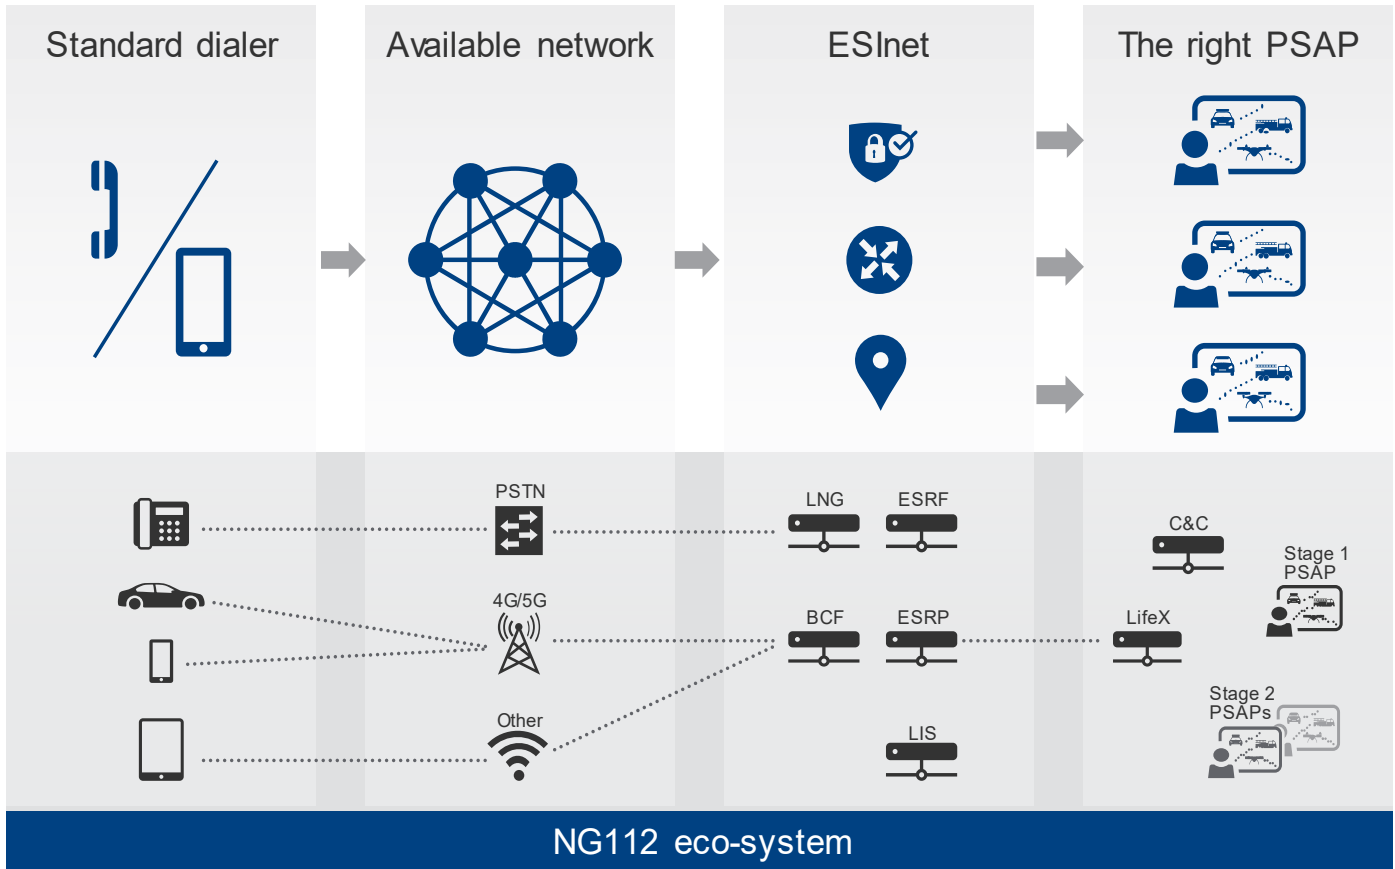 Standard dialer
Available network
ESInet
The right PSAP
PSTN
LNG
ESRF
C&C
Stage 1
PSAP
4G/5G
BCF
ESRP
LifeX
Stage 2
PSAPs
Other
LIS
NG112 eco-system